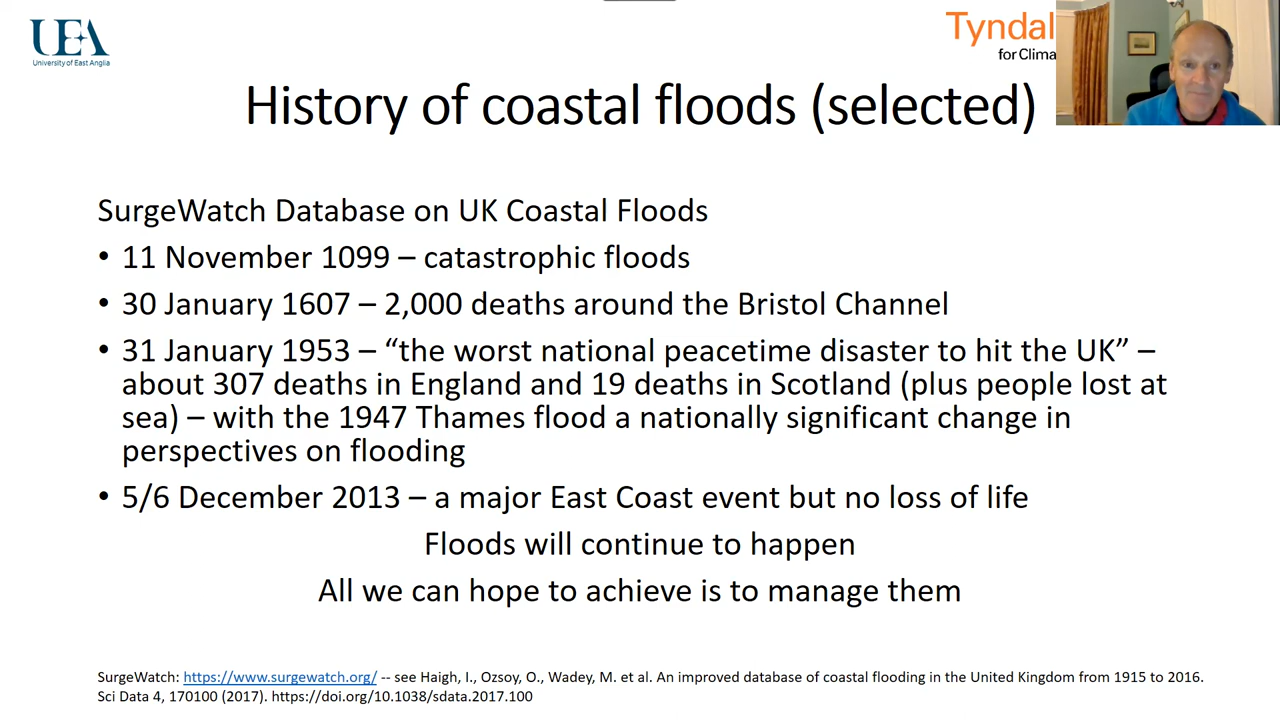 UEA
University of East Anglia
Tyndal
for Clima
History of coastal floods (selected)
SurgeWatch Database on UK Coastal Floods
• 11 November 1099 – catastrophic floods
• 30 January 1607 – 2,000 deaths around the Bristol Channel
• 31 January 1953 – “the worst national peacetime disaster to hit the UK” –
about 307 deaths in England and 19 deaths in Scotland (plus people lost at
sea) – with the 1947 Thames flood a nationally significant change in
perspectives on flooding
• 5/6 December 2013 – a major East Coast event but no loss of life
Floods will continue to happen
All we can hope to achieve is to manage them
SurgeWatch: https://www.surgewatch.org/ -- see Haigh, I., Ozsoy, O., Wadey, M. et al. An improved database of coastal flooding in the United Kingdom from 1915 to 2016.
Sci Data 4, 170100 (2017). https://doi.org/10.1038/sdata.2017.100